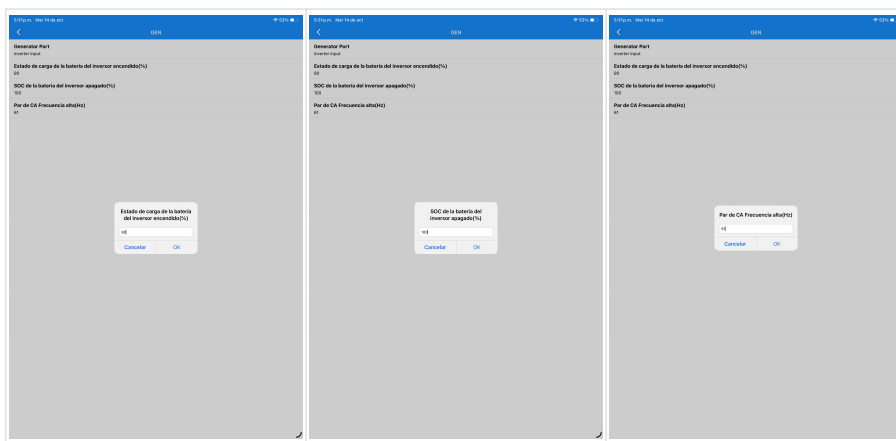 5:31p.m. Mar 14 de oct
53%
GEN
Generator Port
Inverter Input
Estado de carga de la batería del inversor encendido(%)
80
SOC de la batería del inversor apagado(%)
100
Par de CA Frecuencia alta(Hz)
61
Estado de carga de la batería
del inversor encendido(%)
80
Cancelar OK
5:31p.m. Mar 14 de oct
53%
GEN
Generator Port
Inverter Input
Estado de carga de la batería del inversor encendido(%)
80
SOC de la batería del inversor apagado(%)
100
Par de CA Frecuencia alta(Hz)
61
SOC de la batería del
inversor apagado(%)
100
Cancelar OK
5:31p.m. Mar 14 de oct
53%
GEN
Generator Port
Inverter Input
Estado de carga de la batería del inversor encendido(%)
80
SOC de la batería del inversor apagado(%)
100
Par de CA Frecuencia alta(Hz)
61
Par de CA Frecuencia alta(Hz)
61
Cancelar OK